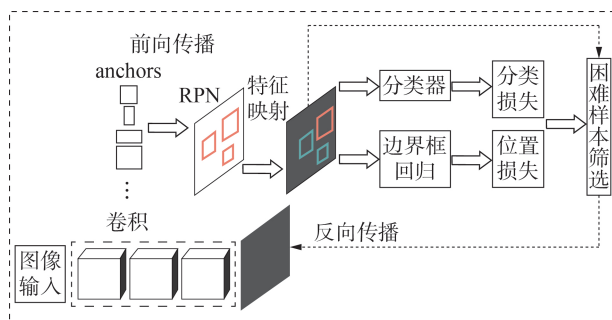 前向传播
anchors
RPN
特征
映射
分类器
分类
损失
困难样本筛选
边界框
回归
位置
损失
…
卷积
反向传播
图像
输入